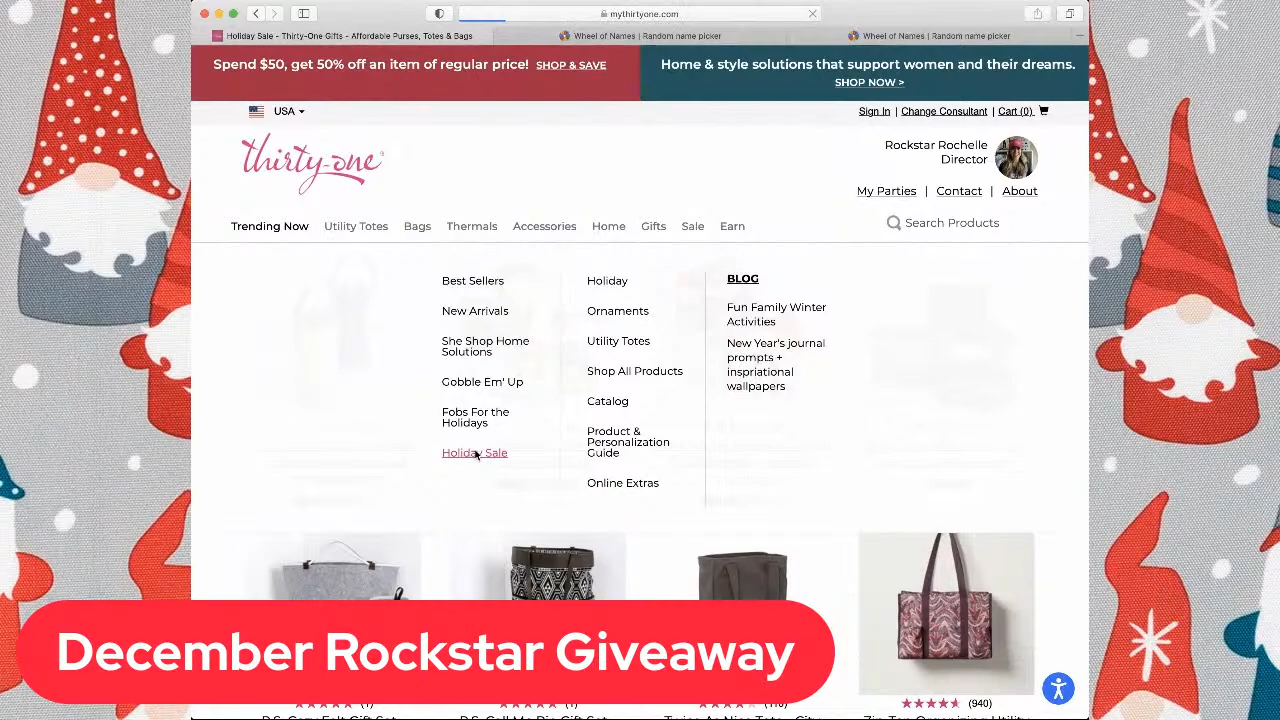 mythirtyone.com
Holiday Sale - Thirty-One Gifts - Affordable Purses, Totes & Bags
Wheel of Names | Random name picker
Wheel of Names | Random name picker
Spend $50, get 50% off an item of regular price! SHOP & SAVE
Home & style solutions that support women and their dreams.
SHOP NOW >
USA
Sign In | Change Consultant | Cart (0)
thirty-one
Rockstar Rochelle
Director
My Parties | Contact | About
Trending Now Utility Totes Bags Thermals Accessories Home Gifts Sale Earn
Search Products
Best Sellers
New Arrivals
She Shop Home
Solutions
Gobble Em Up
Fobs For the
Holidays
Holiday Sale
Holiday
Online
Utility Totes
Shop All Products
Catalog
Product &
Personalization
Guide
Online Extras
BLOG
Fun Family Winter
Activities
New Year's journal
prompts +
inspriational
wallpapers
December Rockstar Giveaway
(940)